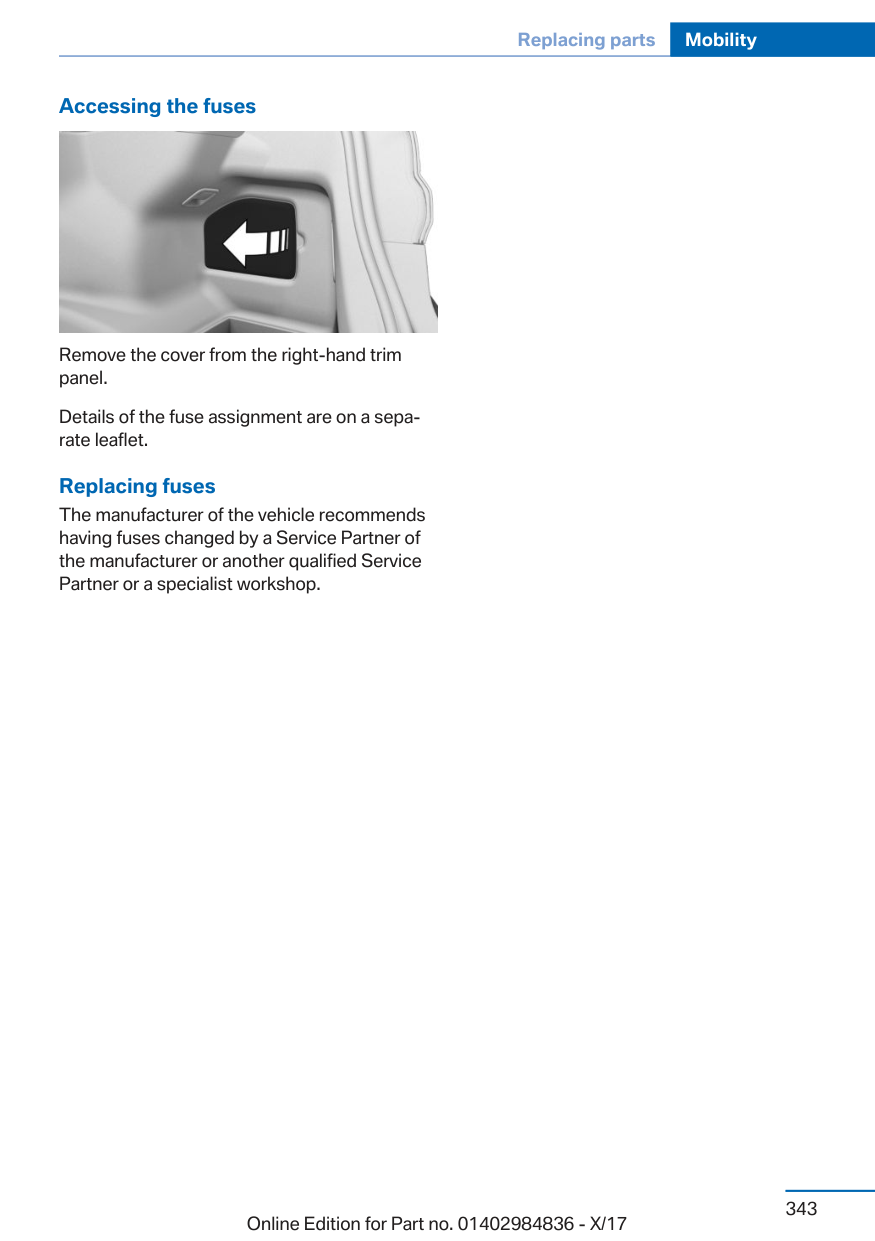 Replacing parts Mobility
Accessing the fuses
Remove the cover from the right-hand trim
panel.
Details of the fuse assignment are on a sepa-
rate leaflet.
Replacing fuses
The manufacturer of the vehicle recommends
having fuses changed by a Service Partner of
the manufacturer or another qualified Service
Partner or a specialist workshop.
343
Online Edition for Part no. 01402984836 - X/17